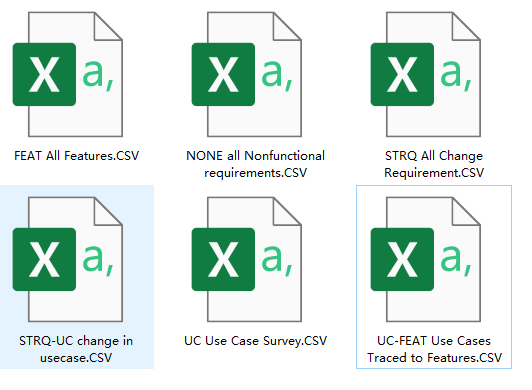 X a,
X a,
X a,
FEAT All Features.CSV
NONE all Nonfunctional
requirements.CSV
STRQ All Change
Requirement.CSV
X a,
X a,
X a,
STRQ-UC change in
usecase.CSV
UC Use Case Survey.CSV
UC-FEAT Use Cases
Traced to Features.CSV